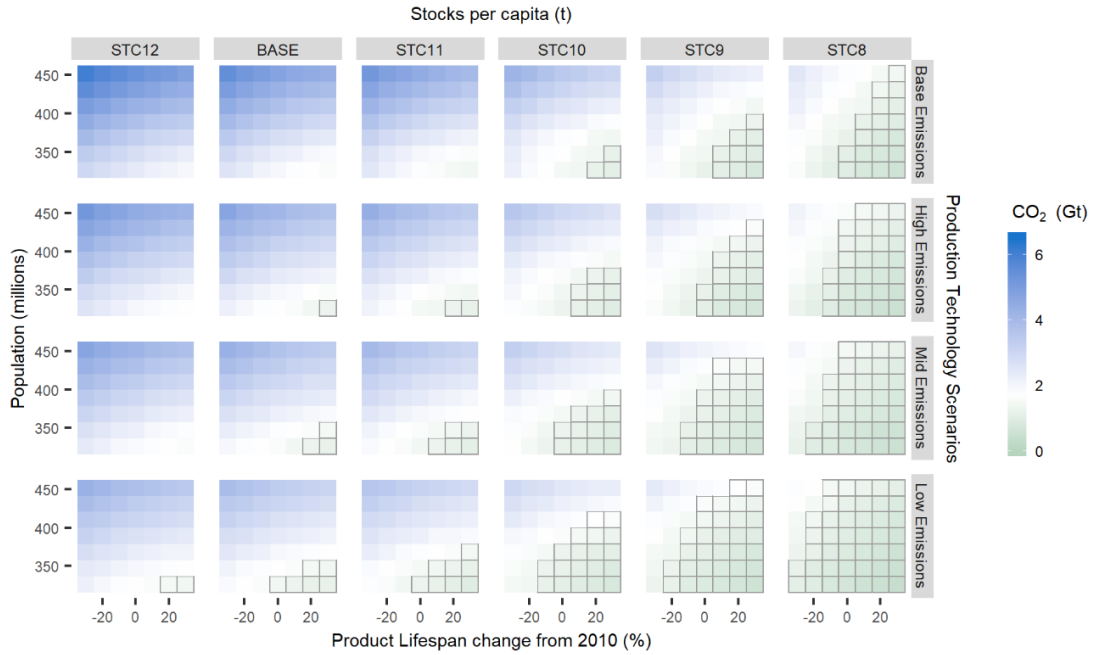 Stocks per capita (t)
STC12 BASE STC11 STC10 STC9 STC8
Population (millions)
450
400
350
Base Emissions
450
400
350
High Emissions
450
400
350
Mid Emissions
450
400
350
Low Emissions
-20 0 20 -20 0 20 -20 0 20 -20 0 20 -20 0 20 -20 0 20
Product Lifespan change from 2010 (%)
Production Technology Scenarios
CO₂ (Gt)
6
4
2
0